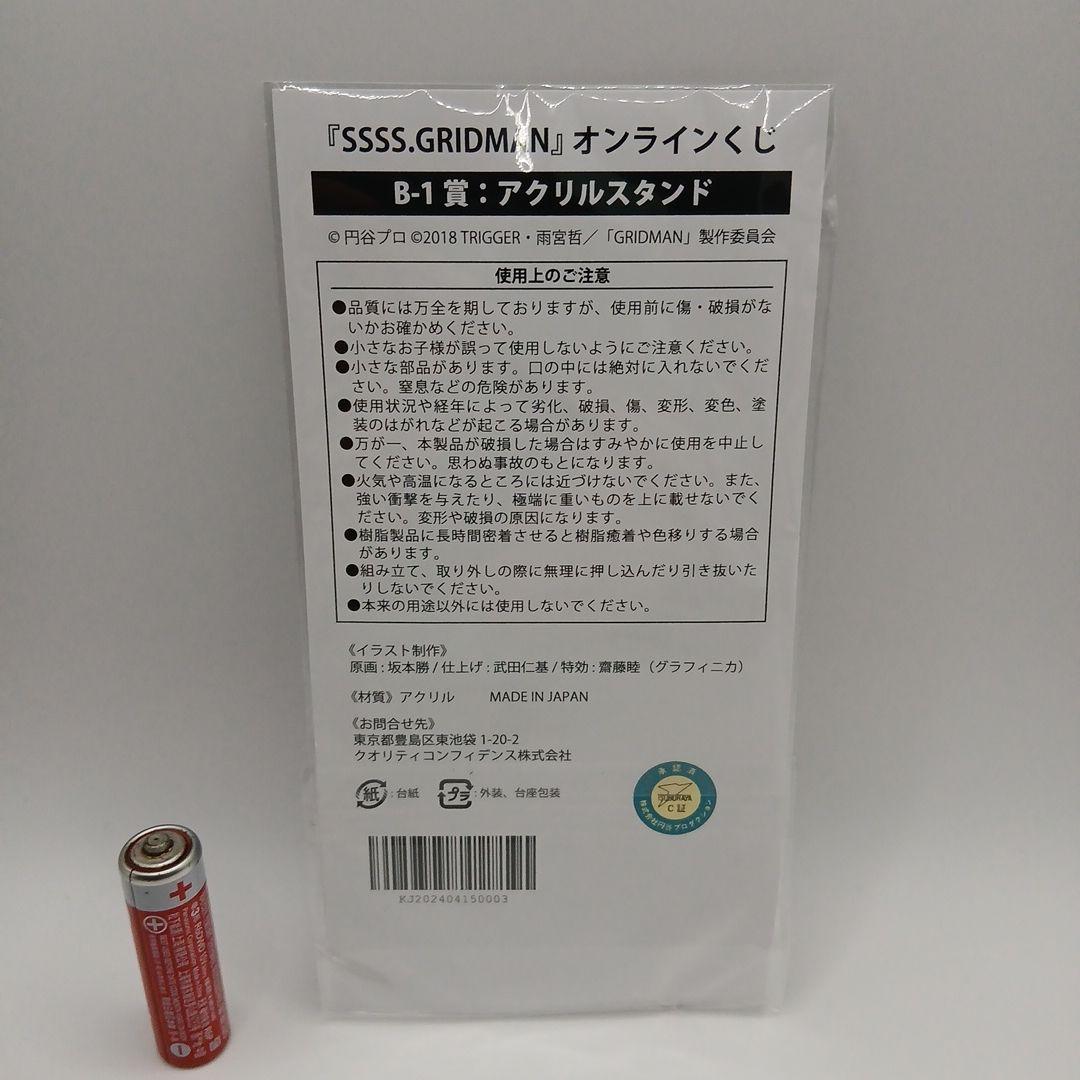 『SSSS.GRIDMAN』オンラインくじ
B-1 賞：アクリルスタンド
© 円谷プロ ©2018 TRIGGER・雨宮哲／「GRIDMAN」製作委員会
使用上のご注意
●品質には万全を期しておりますが、使用前に傷・破損がな
いかお確かめください。
●小さなお子様が誤って使用しないようにご注意ください。
●小さな部品があります。口の中には絶対に入れないでくだ
さい。窒息などの危険があります。
●使用状況や経年によって劣化、破損、傷、変形、変色、塗
装のはがれなどが起こる場合があります。
●万が一、本製品が破損した場合はすみやかに使用を中止し
てください。思わぬ事故のもとになります。
●火気や高温になるところには近づけないでください。また、
強い衝撃を与えたり、極端に重いものを上に載せないでく
ださい。変形や破損の原因になります。
●樹脂製品に長時間密着させると樹脂癒着や色移りする場合
があります。
●組み立て、取り外しの際に無理に押し込んだり引き抜いた
りしないでください。
●本来の用途以外には使用しないでください。
《イラスト制作》
原画 : 坂本勝 / 仕上げ : 武田仁基 / 特効 : 齋藤睦（グラフィニカ）
《材質》アクリル MADE IN JAPAN
《お問合せ先》
東京都豊島区東池袋 1-20-2
クオリティコンフィデンス株式会社
紙 : 台紙 プラ : 外装、台座包装
承認済
TSUBURAYA
C証
株式会社円谷プロダクション
KJ202404150003